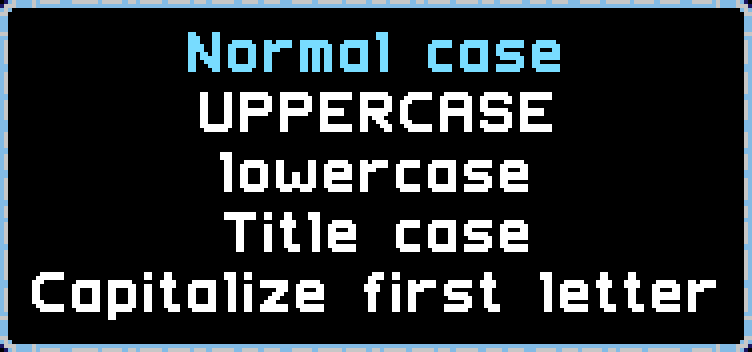 Normal case
UPPERCASE
lowercase
Title case
Capitalize first letter